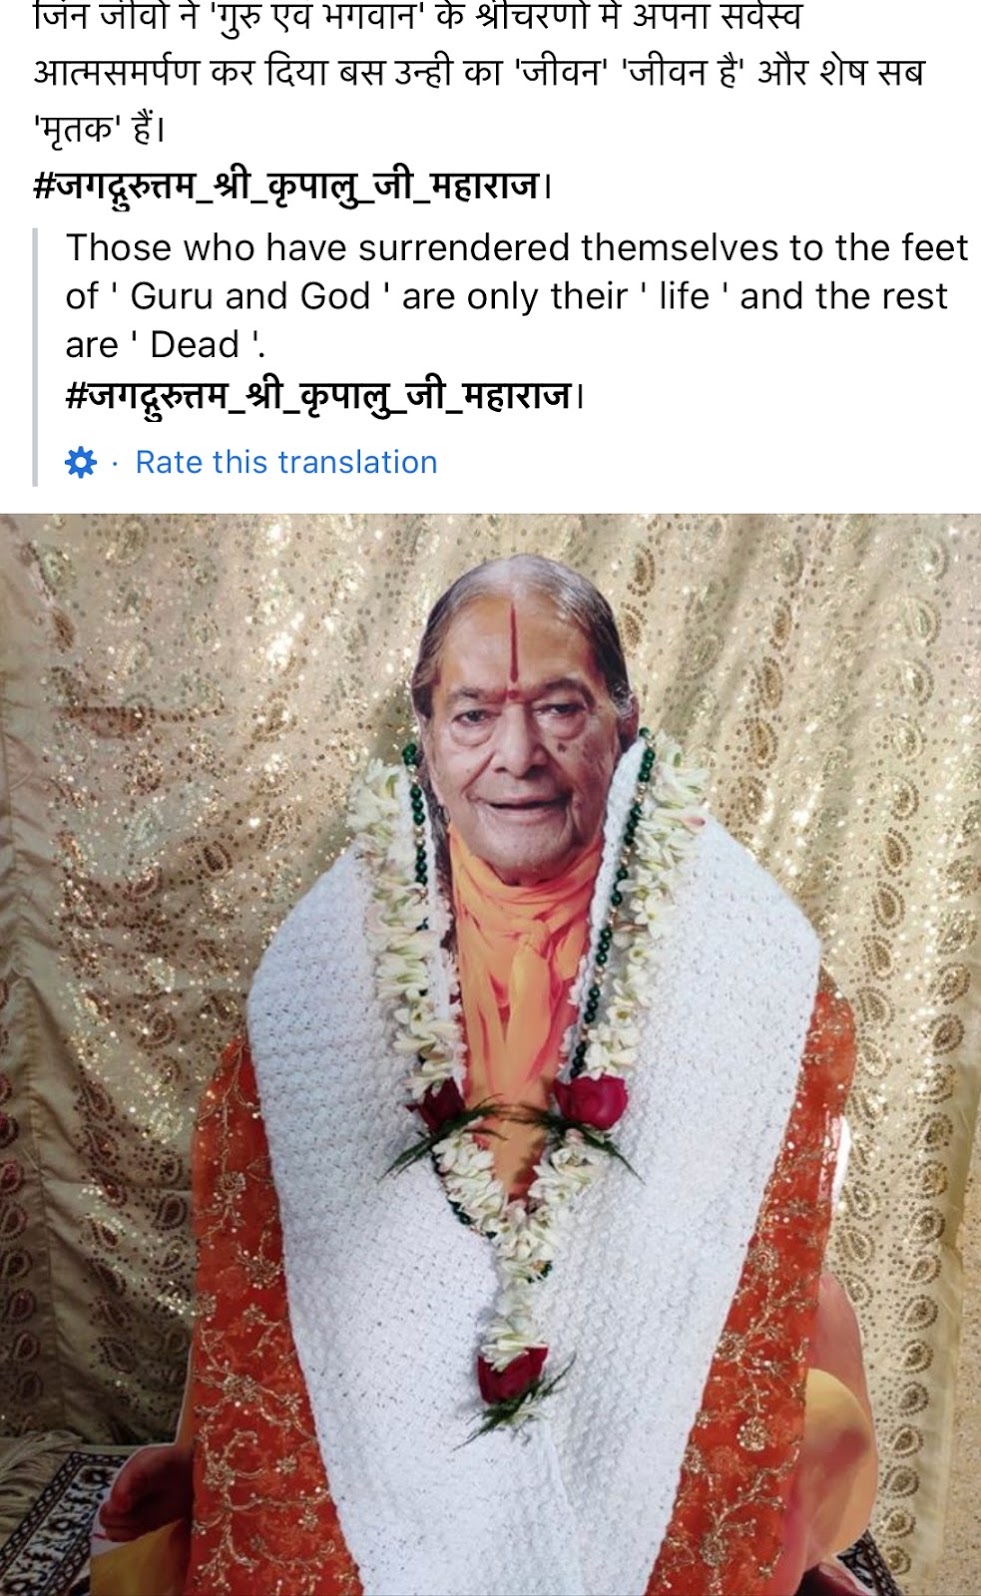 जिन जीवों ने 'गुरु एवं भगवान' के श्रीचरणों में अपना सर्वस्व
आत्मसमर्पण कर दिया बस उन्ही का 'जीवन' 'जीवन है' और शेष सब
'मृतक' हैं।
#जगद्गुरुत्तम_श्री_कृपालु_जी_महाराज।
Those who have surrendered themselves to the feet
of ' Guru and God ' are only their ' life ' and the rest
are ' Dead '.
#जगद्गुरुत्तम_श्री_कृपालु_जी_महाराज।
· Rate this translation